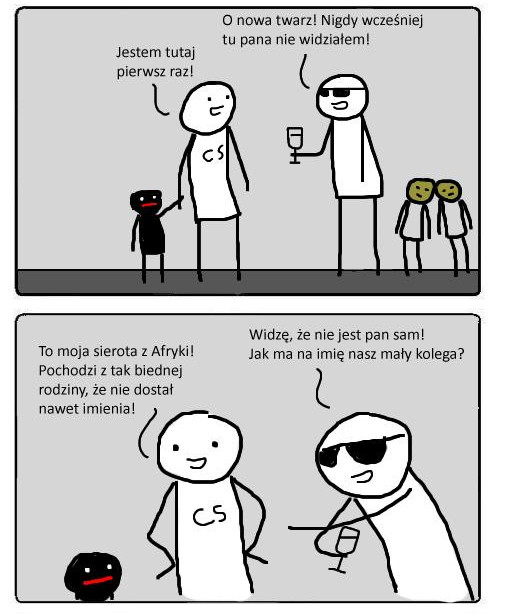 O nowa twarz! Nigdy wcześniej
tu pana nie widziałem!
Jestem tutaj
pierwsz raz!
CS
Widzę, że nie jest pan sam!
Jak ma na imię nasz mały kolega?
To moja sierota z Afryki!
Pochodzi z tak biednej
rodziny, że nie dostał
nawet imienia!
CS